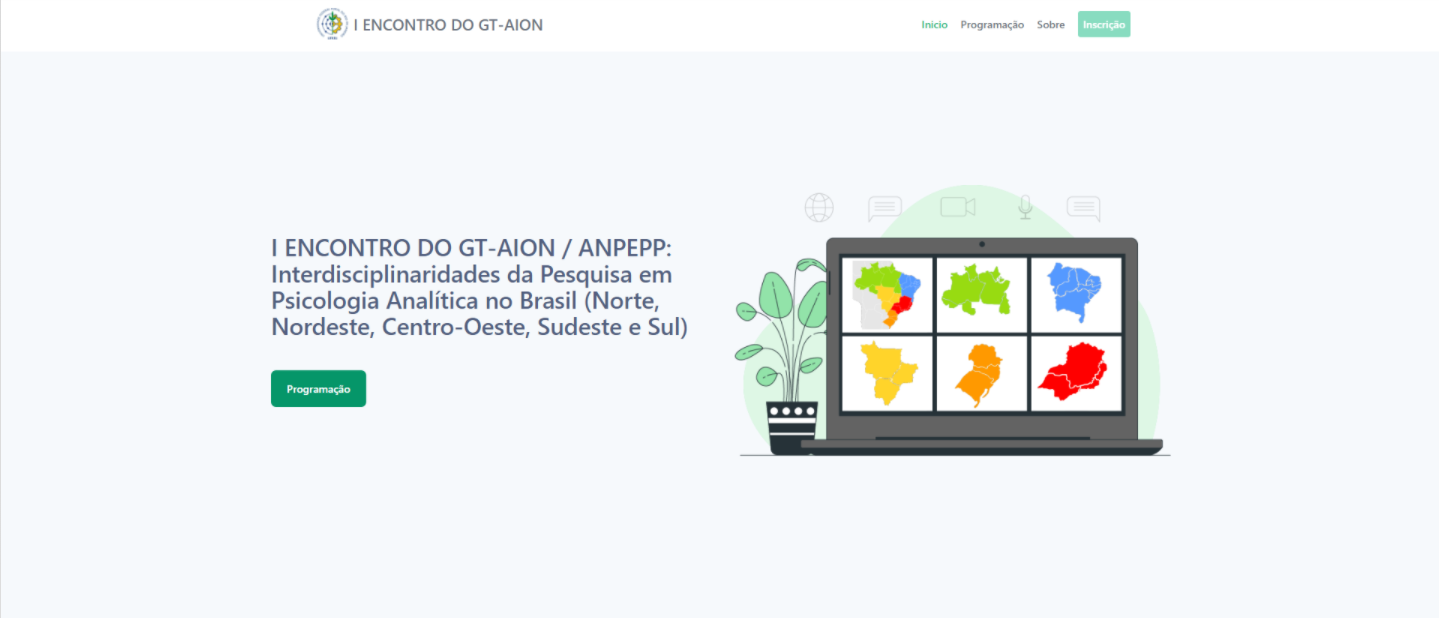 I ENCONTRO DO GT-AION
Início
Programação
Sobre
Inscrição
I ENCONTRO DO GT-AION / ANPEPP:
Interdisciplinaridades da Pesquisa em
Psicologia Analítica no Brasil (Norte,
Nordeste, Centro-Oeste, Sudeste e Sul)
Programação